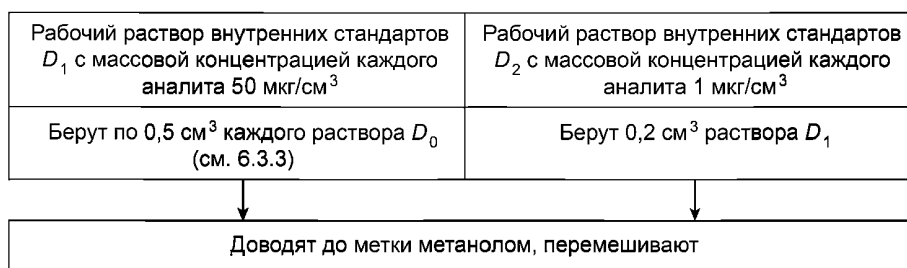 Рабочий раствор внутренних стандартов
D₁ с массовой концентрацией каждого
аналита 50 мкг/см³
Рабочий раствор внутренних стандартов
D₂ с массовой концентрацией каждого
аналита 1 мкг/см³
Берут по 0,5 см³ каждого раствора D₀
(см. 6.3.3)
Берут 0,2 см³ раствора D₁
Доводят до метки метанолом, перемешивают